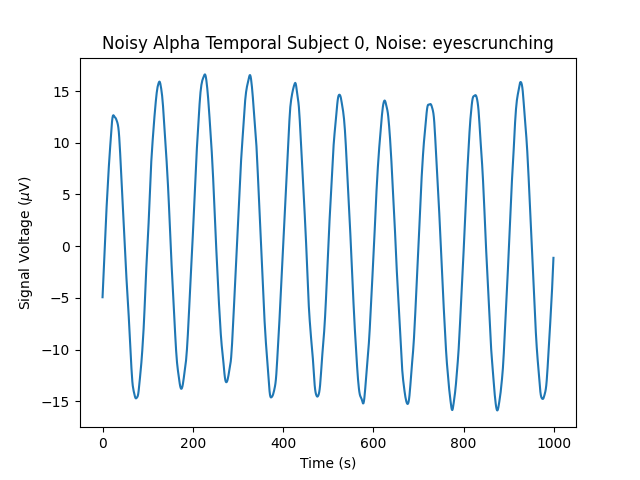 Noisy Alpha Temporal Subject 0, Noise: eyescrunching
15
10
5
0
−5
−10
−15
Signal Voltage (μV)
0 200 400 600 800 1000
Time (s)